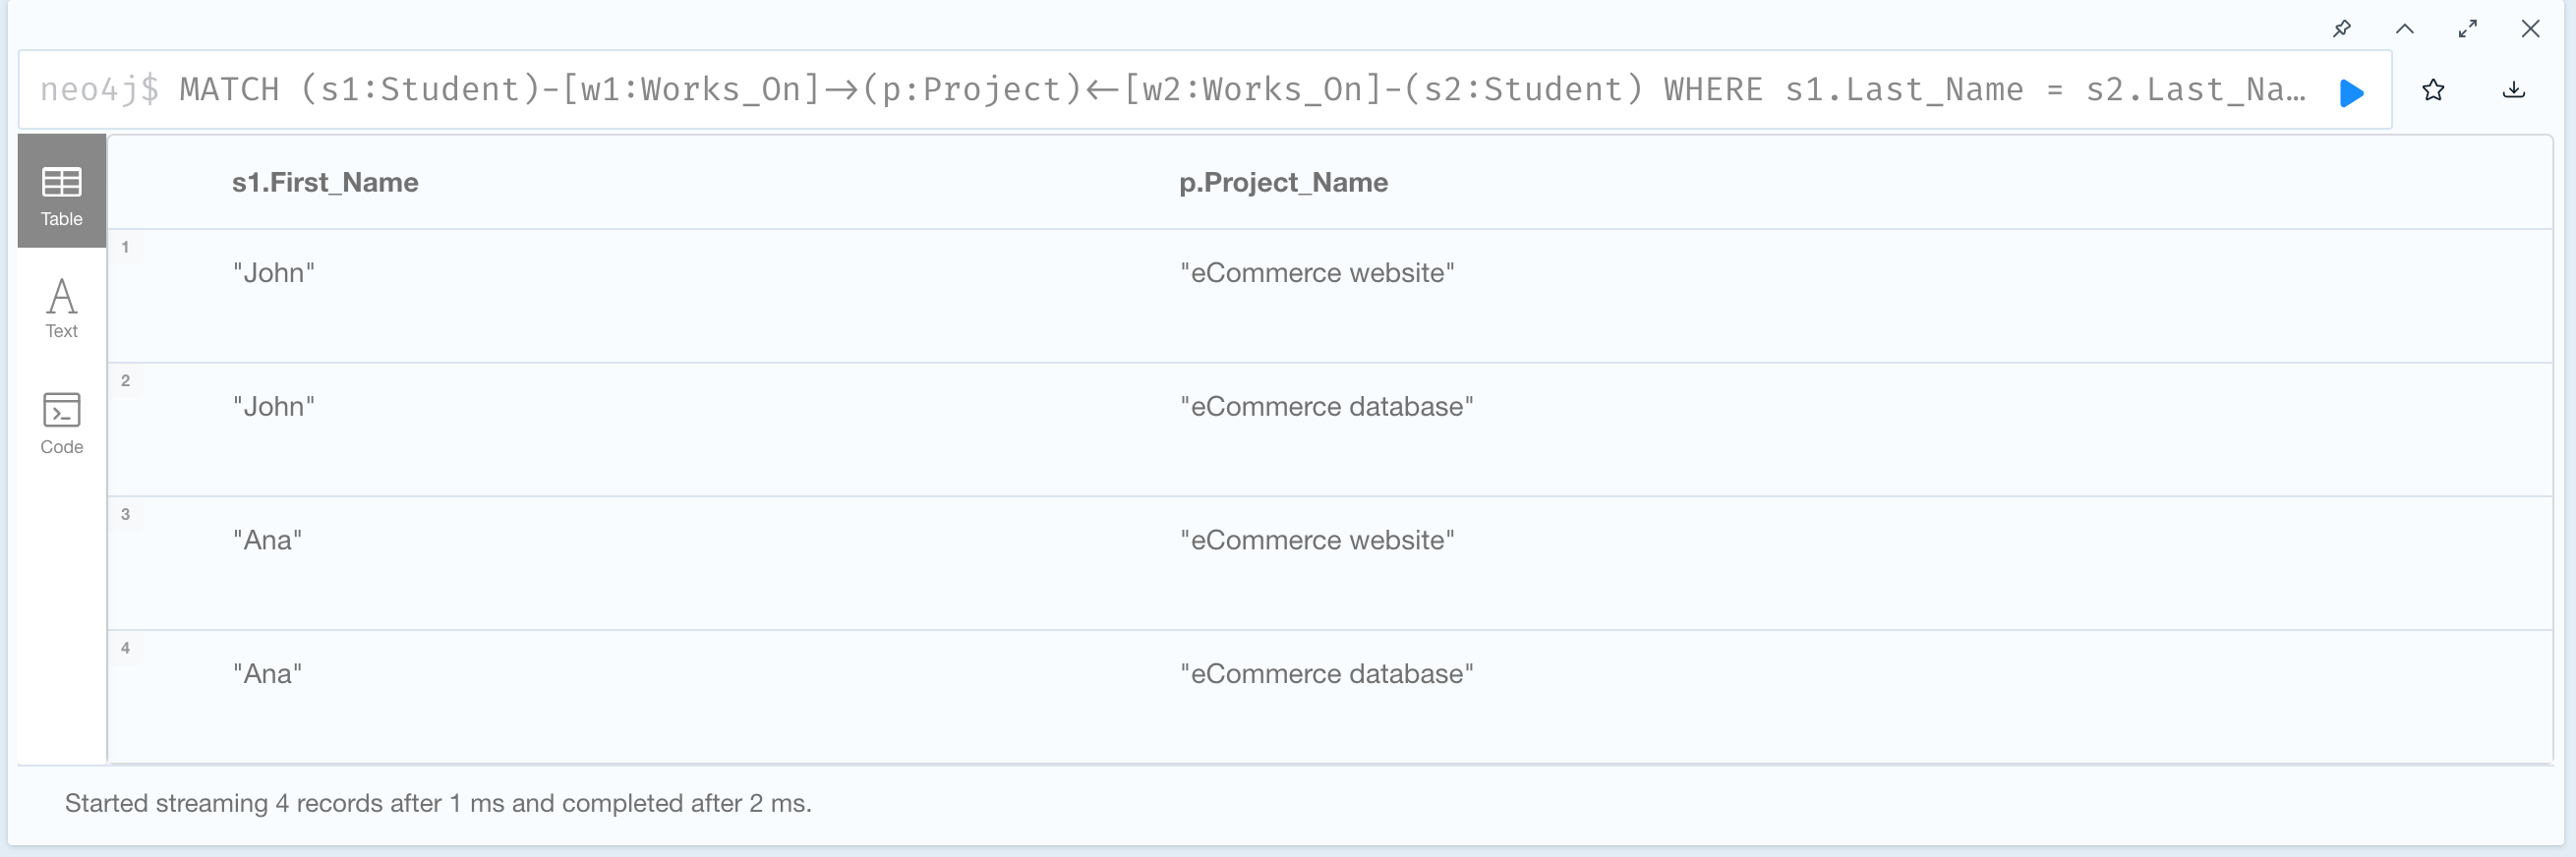 neo4j$ MATCH (s1:Student)-[w1:Works_On]->(p:Project)<-[w2:Works_On]-(s2:Student) WHERE s1.Last_Name = s2.Last_Na…
Table
s1.First_Name p.Project_Name
1
"John" "eCommerce website"
Text
2
"John" "eCommerce database"
Code
3
"Ana" "eCommerce website"
4
"Ana" "eCommerce database"
Started streaming 4 records after 1 ms and completed after 2 ms.